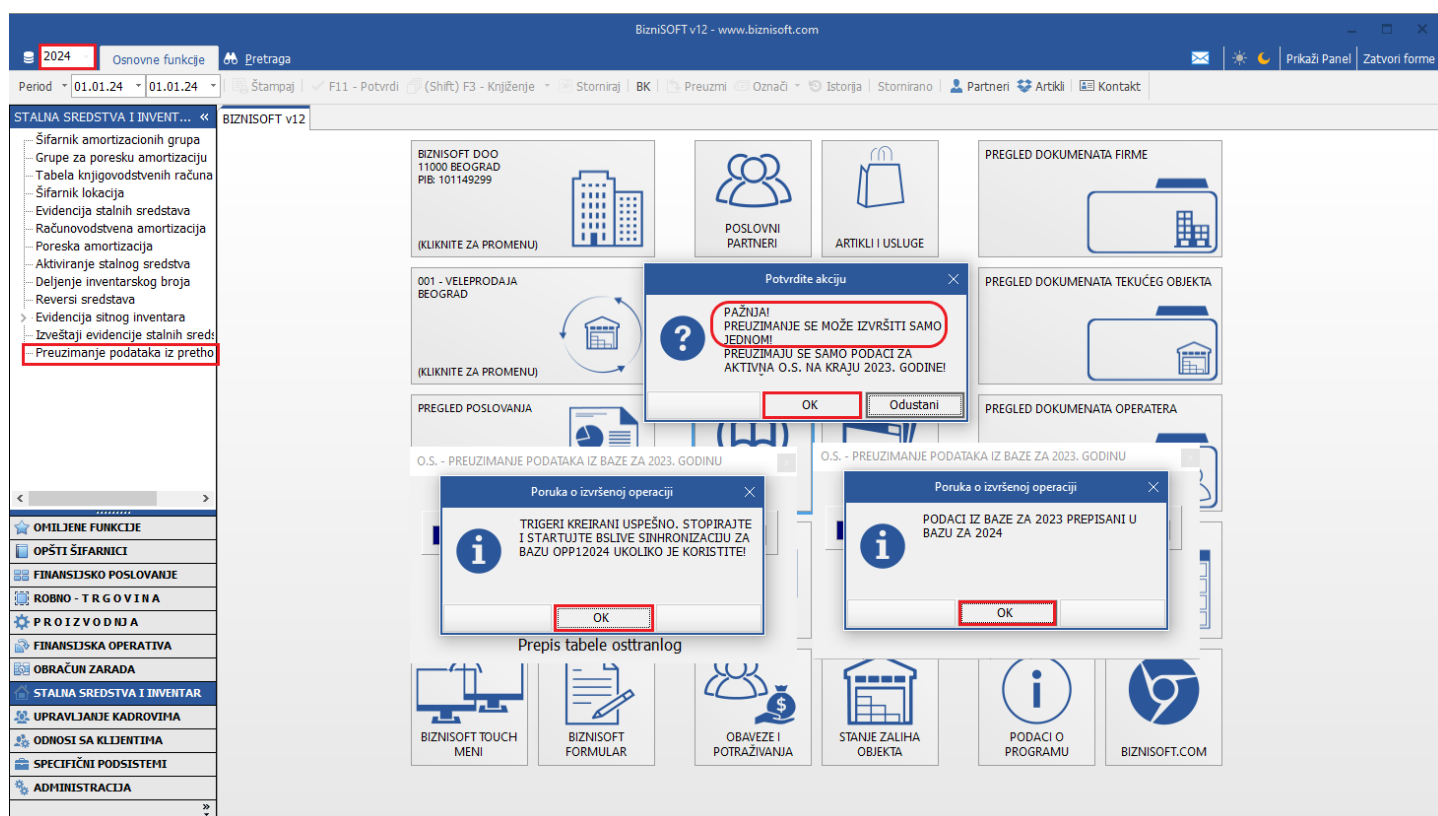 BizniSOFT v12 - www.biznisoft.com
2024
Osnovne funkcije
Pretraga
Prikaži Panel
Zatvori forme
Period
01.01.24
01.01.24
Štampaj
F11 - Potvrdi
(Shift) F3 - Knjiženje
Storniraj
BK
Preuzmi
Označi
Istorija
Stornirano
Partneri
Artikli
Kontakt
STALNA SREDSTVA I INVENT... «
Šifarnik amortizacionih grupa
Grupe za poresku amortizaciju
Tabela knjigovodstvenih računa
Šifarnik lokacija
Evidencija stalnih sredstava
Računovodstvena amortizacija
Poreska amortizacija
Aktiviranje stalnog sredstva
Deljenje inventarskog broja
Reversi sredstava
Evidencija sitnog inventara
Izveštaji evidencije stalnih sreds
Preuzimanje podataka iz pretho
OMILJENE FUNKCIJE
OPŠTI ŠIFARNICI
FINANSIJSKO POSLOVANJE
ROBNO - T R G O V I N A
P R O I Z V O D NJ A
FINANSIJSKA OPERATIVA
OBRAČUN ZARADA
STALNA SREDSTVA I INVENTAR
UPRAVLJANJE KADROVIMA
ODNOSI SA KLIJENTIMA
SPECIFIČNI PODSISTEMI
ADMINISTRACIJA
BIZNISOFT v12
BIZNISOFT DOO
11000 BEOGRAD
PIB: 101149299
(KLIKNITE ZA PROMENU)
POSLOVNI
PARTNERI
ARTIKLI I USLUGE
PREGLED DOKUMENATA FIRME
001 - VELEPRODAJA
BEOGRAD
(KLIKNITE ZA PROMENU)
PREGLED DOKUMENATA TEKUĆEG OBJEKTA
Potvrdite akciju
PAŽNJA!
PREUZIMANJE SE MOŽE IZVRŠITI SAMO
JEDNOM!
PREUZIMAJU SE SAMO PODACI ZA
AKTIVNA O.S. NA KRAJU 2023. GODINE!
OK
Odustani
PREGLED POSLOVANJA
PREGLED DOKUMENATA OPERATERA
O.S. - PREUZIMANJE PODATAKA IZ BAZE ZA 2023. GODINU
Poruka o izvršenoj operaciji
TRIGERI KREIRANI USPEŠNO. STOPIRAJTE
I STARTUJTE BSLIVE SINHRONIZACIJU ZA
BAZU OPP12024 UKOLIKO JE KORISTITE!
OK
Prepis tabele osttranlog
O.S. - PREUZIMANJE PODATAKA IZ BAZE ZA 2023. GODINU
Poruka o izvršenoj operaciji
PODACI IZ BAZE ZA 2023 PREPISANI U
BAZU ZA 2024
OK
BIZNISOFT TOUCH
MENI
BIZNISOFT
FORMULAR
OBAVEZE I
POTRAŽIVANJA
STANJE ZALIHA
OBJEKTA
PODACI O
PROGRAMU
BIZNISOFT.COM